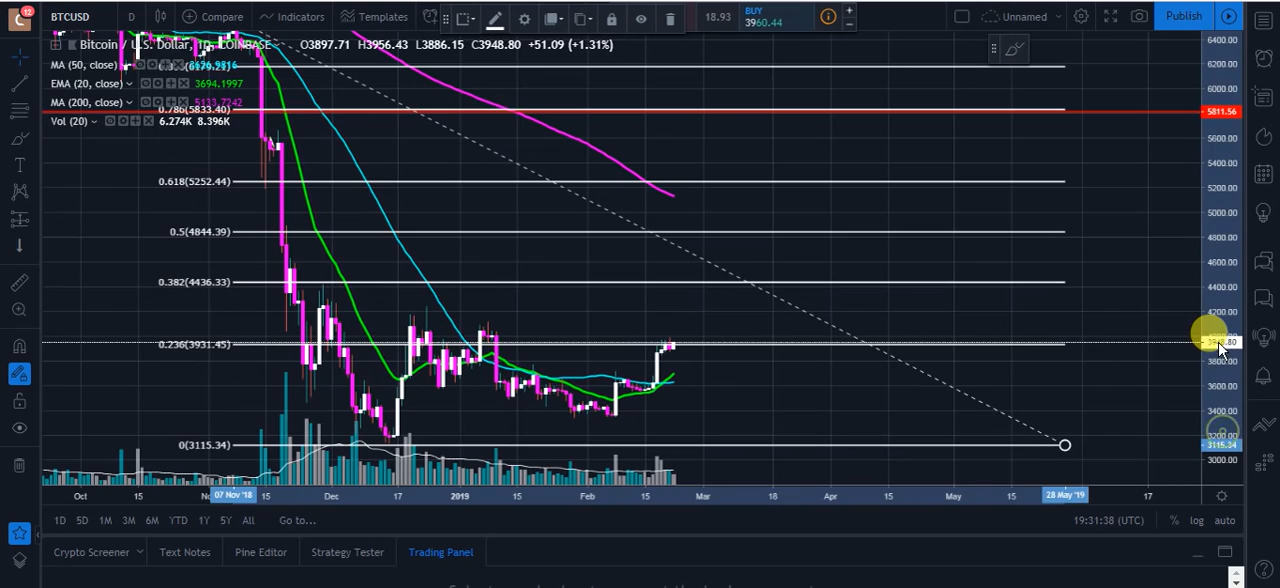 12
BTCUSD D Compare Indicators Templates 18.93 BUY 3960.44 Unnamed Publish
Bitcoin / U.S. Dollar, 1D, COINBASE O3897.71 H3956.43 L3886.15 C3948.80 +51.09 (+1.31%)
MA (50, close)
EMA (20, close) 3694.1997
MA (200, close) 5133.7242
Vol (20) 6.274K 8.396K
0.786(5833.40)
0.618(5252.44)
0.5(4844.39)
0.382(4436.33)
0.236(3931.45)
0(3115.34)
6400.00
6200.00
6000.00
5811.56
5600.00
5400.00
5200.00
5000.00
4800.00
4600.00
4400.00
4200.00
3800.00
3600.00
3400.00
3115.34
3000.00
Oct 15 07 Nov '18 15 Dec 17 2019 15 Feb 15 Mar 18 Apr 15 May 15 28 May '19 17
1D 5D 1M 3M 6M YTD 1Y 5Y All Go to... 19:31:38 (UTC) % log auto
Crypto Screener Text Notes Pine Editor Strategy Tester Trading Panel